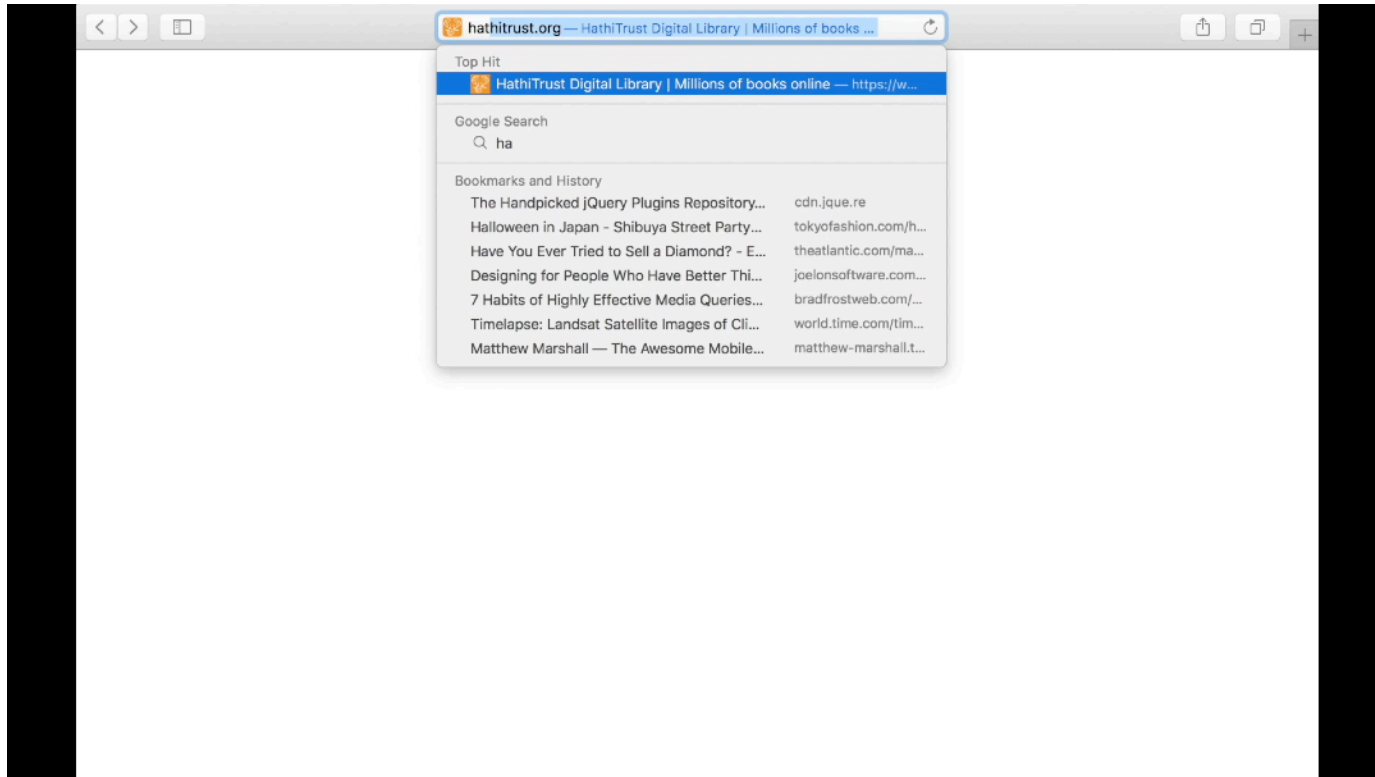 hathitrust.org — HathiTrust Digital Library | Millions of books ...
Top Hit
HathiTrust Digital Library | Millions of books online — https://w...
Google Search
ha
Bookmarks and History
The Handpicked jQuery Plugins Repository... cdn.jque.re
Halloween in Japan - Shibuya Street Party... tokyofashion.com/h...
Have You Ever Tried to Sell a Diamond? - E... theatlantic.com/ma...
Designing for People Who Have Better Thi... joelonsoftware.com...
7 Habits of Highly Effective Media Queries... bradfrostweb.com/...
Timelapse: Landsat Satellite Images of Cli... world.time.com/tim...
Matthew Marshall — The Awesome Mobile... matthew-marshall.t...